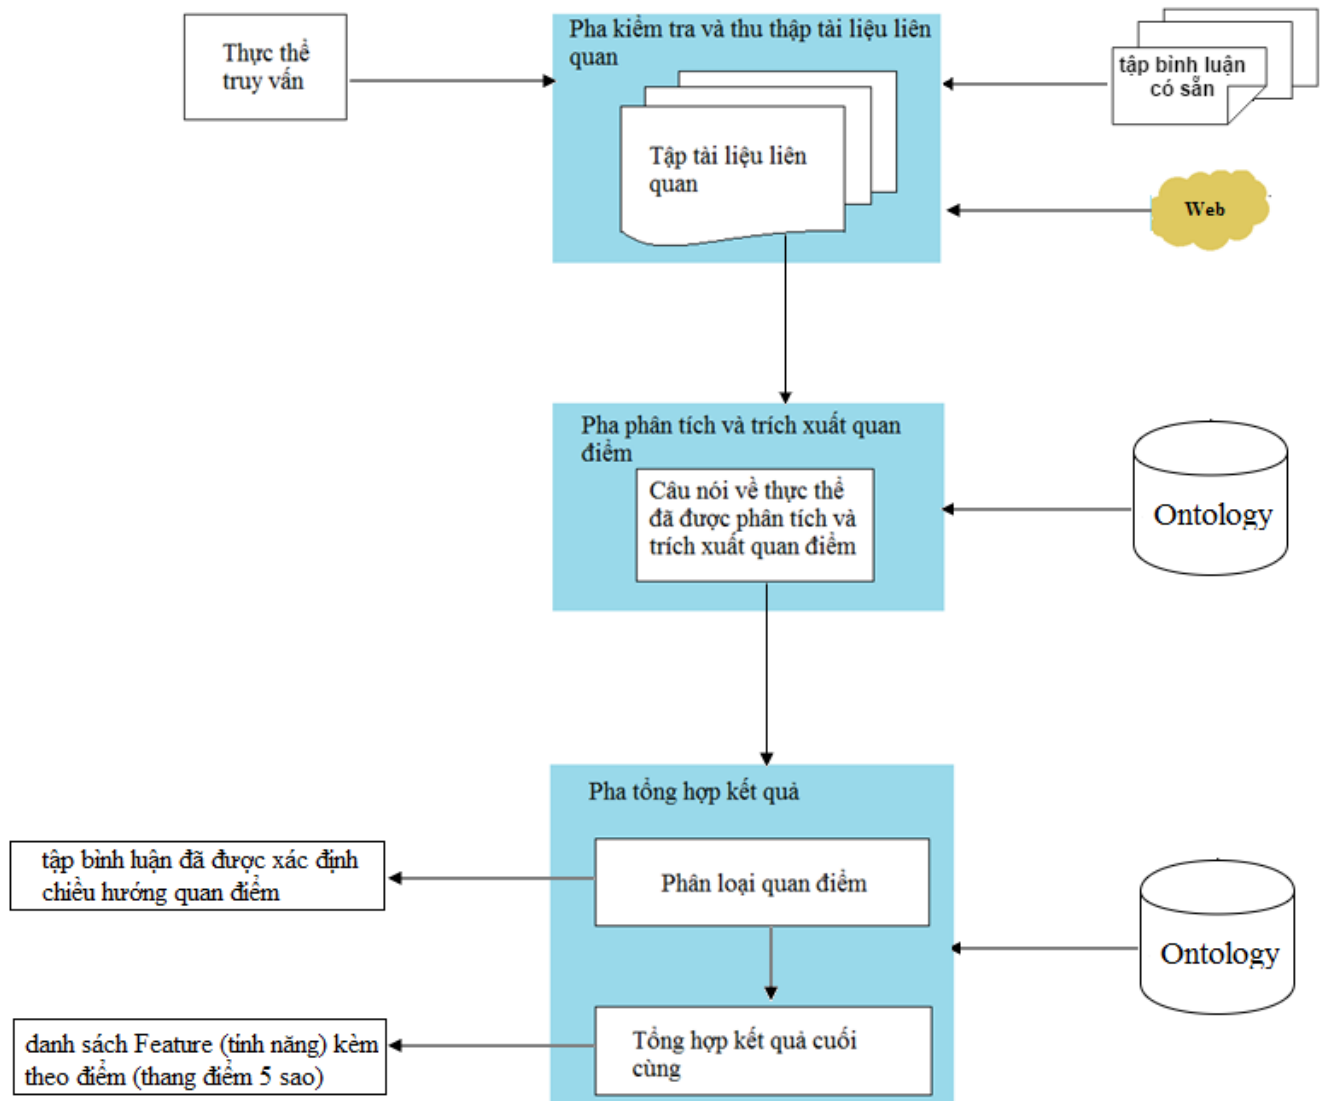 Thực thể
truy vấn
Pha kiểm tra và thu thập tài liệu liên
quan
Tập tài liệu liên
quan
tập bình luận
có sẵn
Web
Pha phân tích và trích xuất quan
điểm
Câu nói về thực thể
đã được phân tích và
trích xuất quan điểm
Ontology
Pha tổng hợp kết quả
Phân loại quan điểm
tập bình luận đã được xác định
chiều hướng quan điểm
Ontology
Tổng hợp kết quả cuối
cùng
danh sách Feature (tính năng) kèm
theo điểm (thang điểm 5 sao)